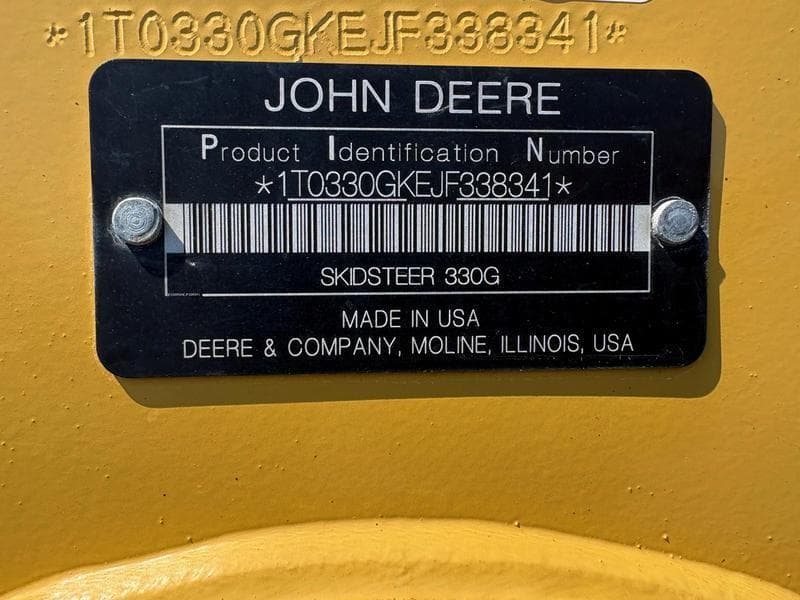 *1T0330GKEJF338341*
JOHN DEERE
Product Identification Number
*1T0330GKEJF338341*
SKIDSTEER 330G
MADE IN USA
DEERE & COMPANY, MOLINE, ILLINOIS, USA